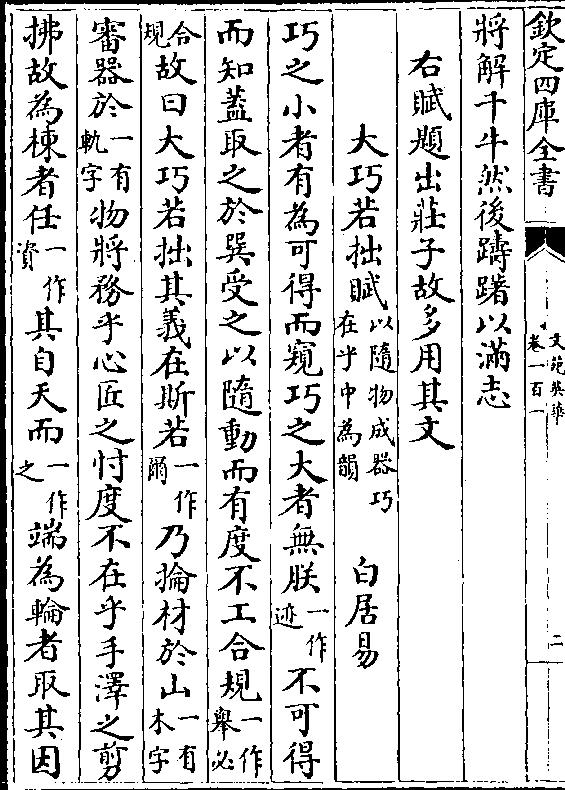 欽定四庫全書
文苑英華
卷一百一
二
將解千牛然後躊躇以滿志
右賦題出莊子故多用其文
大巧若拙賦以隨物成器巧在乎中為韻 白居易
巧之小者有為可得而窺巧之大者無朕一作迹不可得
而知蓋取之於巽受之以隨動而有度不工合規一作舉必
合規故曰大巧若拙其義在斯若一作爾乃掄材於山一有木字
審器於一有軌字物將務乎心匠之忖度不在乎手澤之剪
拂故為棟者任一作資其自天而一作之端為輪者取其因